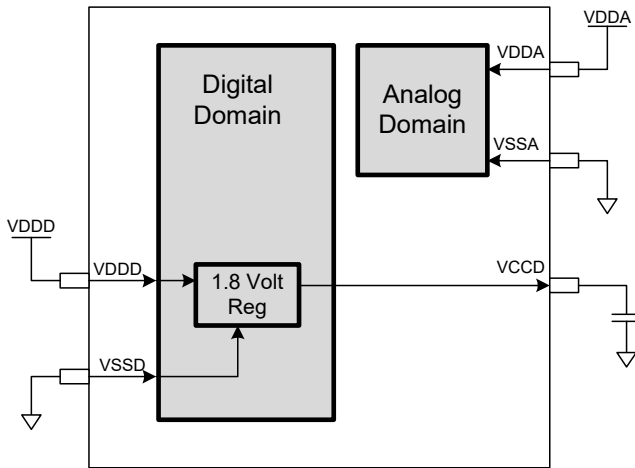 VDDA
VDDA
Digital
Domain
Analog
Domain
VSSA
VDDD
VDDD
1.8 Volt
Reg
VCCD
VSSD